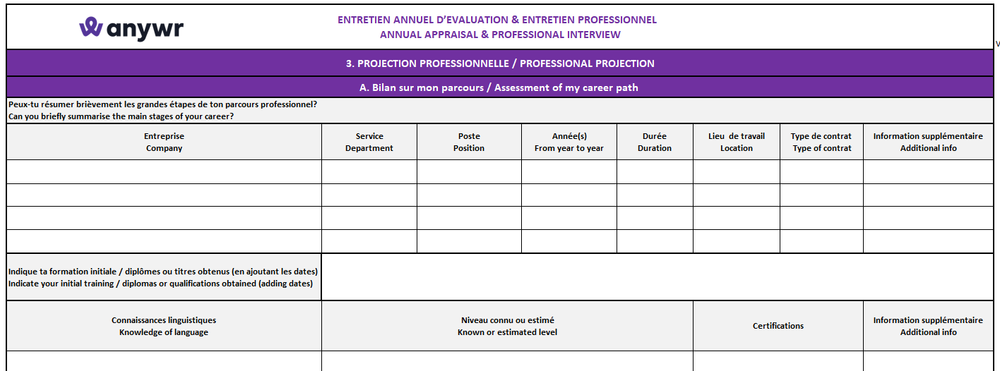 anywr
ENTRETIEN ANNUEL D'EVALUATION & ENTRETIEN PROFESSIONNEL
ANNUAL APPRAISAL & PROFESSIONAL INTERVIEW
V
3. PROJECTION PROFESSIONNELLE / PROFESSIONAL PROJECTION
A. Bilan sur mon parcours / Assessment of my career path
Peux-tu résumer brièvement les grandes étapes de ton parcours professionnel?
Can you briefly summarise the main stages of your career?
Entreprise
Company
Service
Department
Poste
Position
Année(s)
From year to year
Durée
Duration
Lieu de travail
Location
Type de contrat
Type of contrat
Information supplémentaire
Additional info
Indique ta formation initiale / diplômes ou titres obtenus (en ajoutant les dates)
Indicate your initial training / diplomas or qualifications obtained (adding dates)
Connaissances linguistiques
Knowledge of language
Niveau connu ou estimé
Known or estimated level
Certifications
Information supplémentaire
Additional info